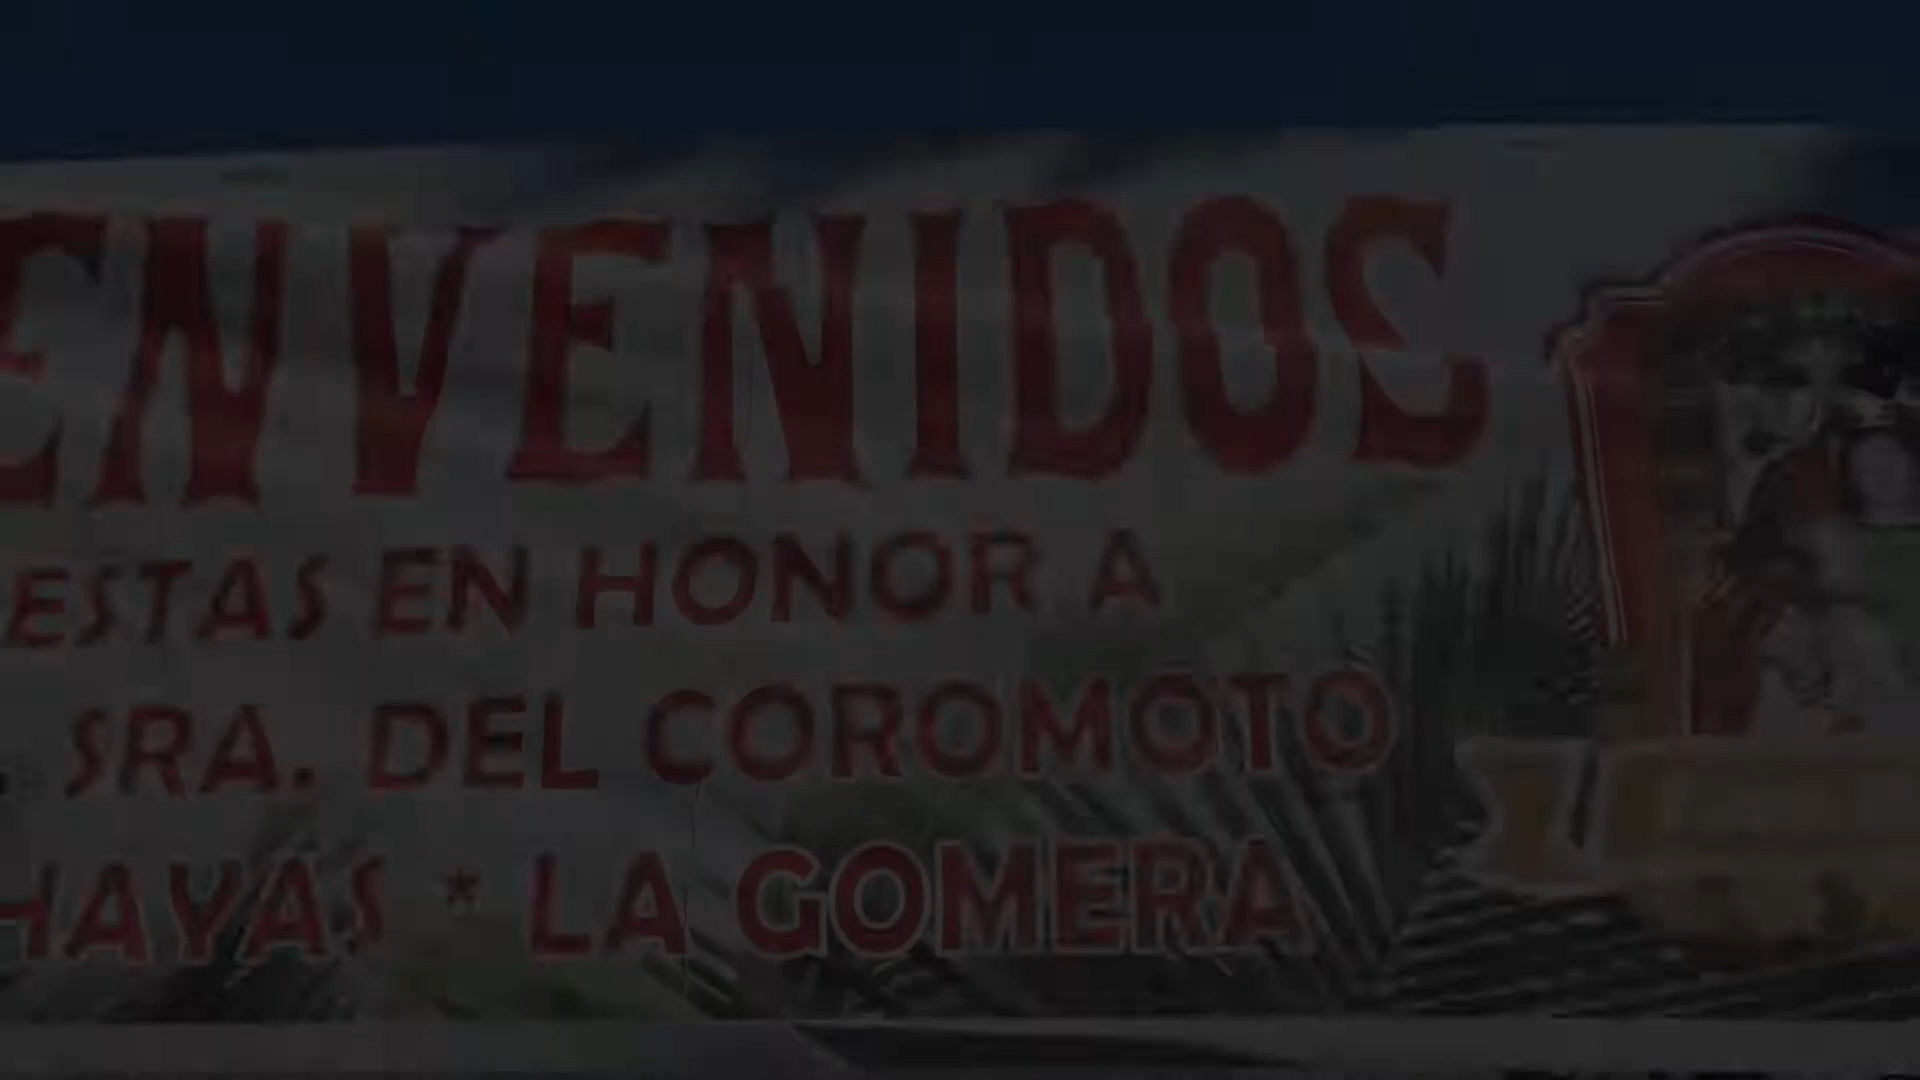 ENVENIDOS
ESTAS EN HONOR A
. SRA. DEL COROMOTO
HAYAS * LA GOMERA